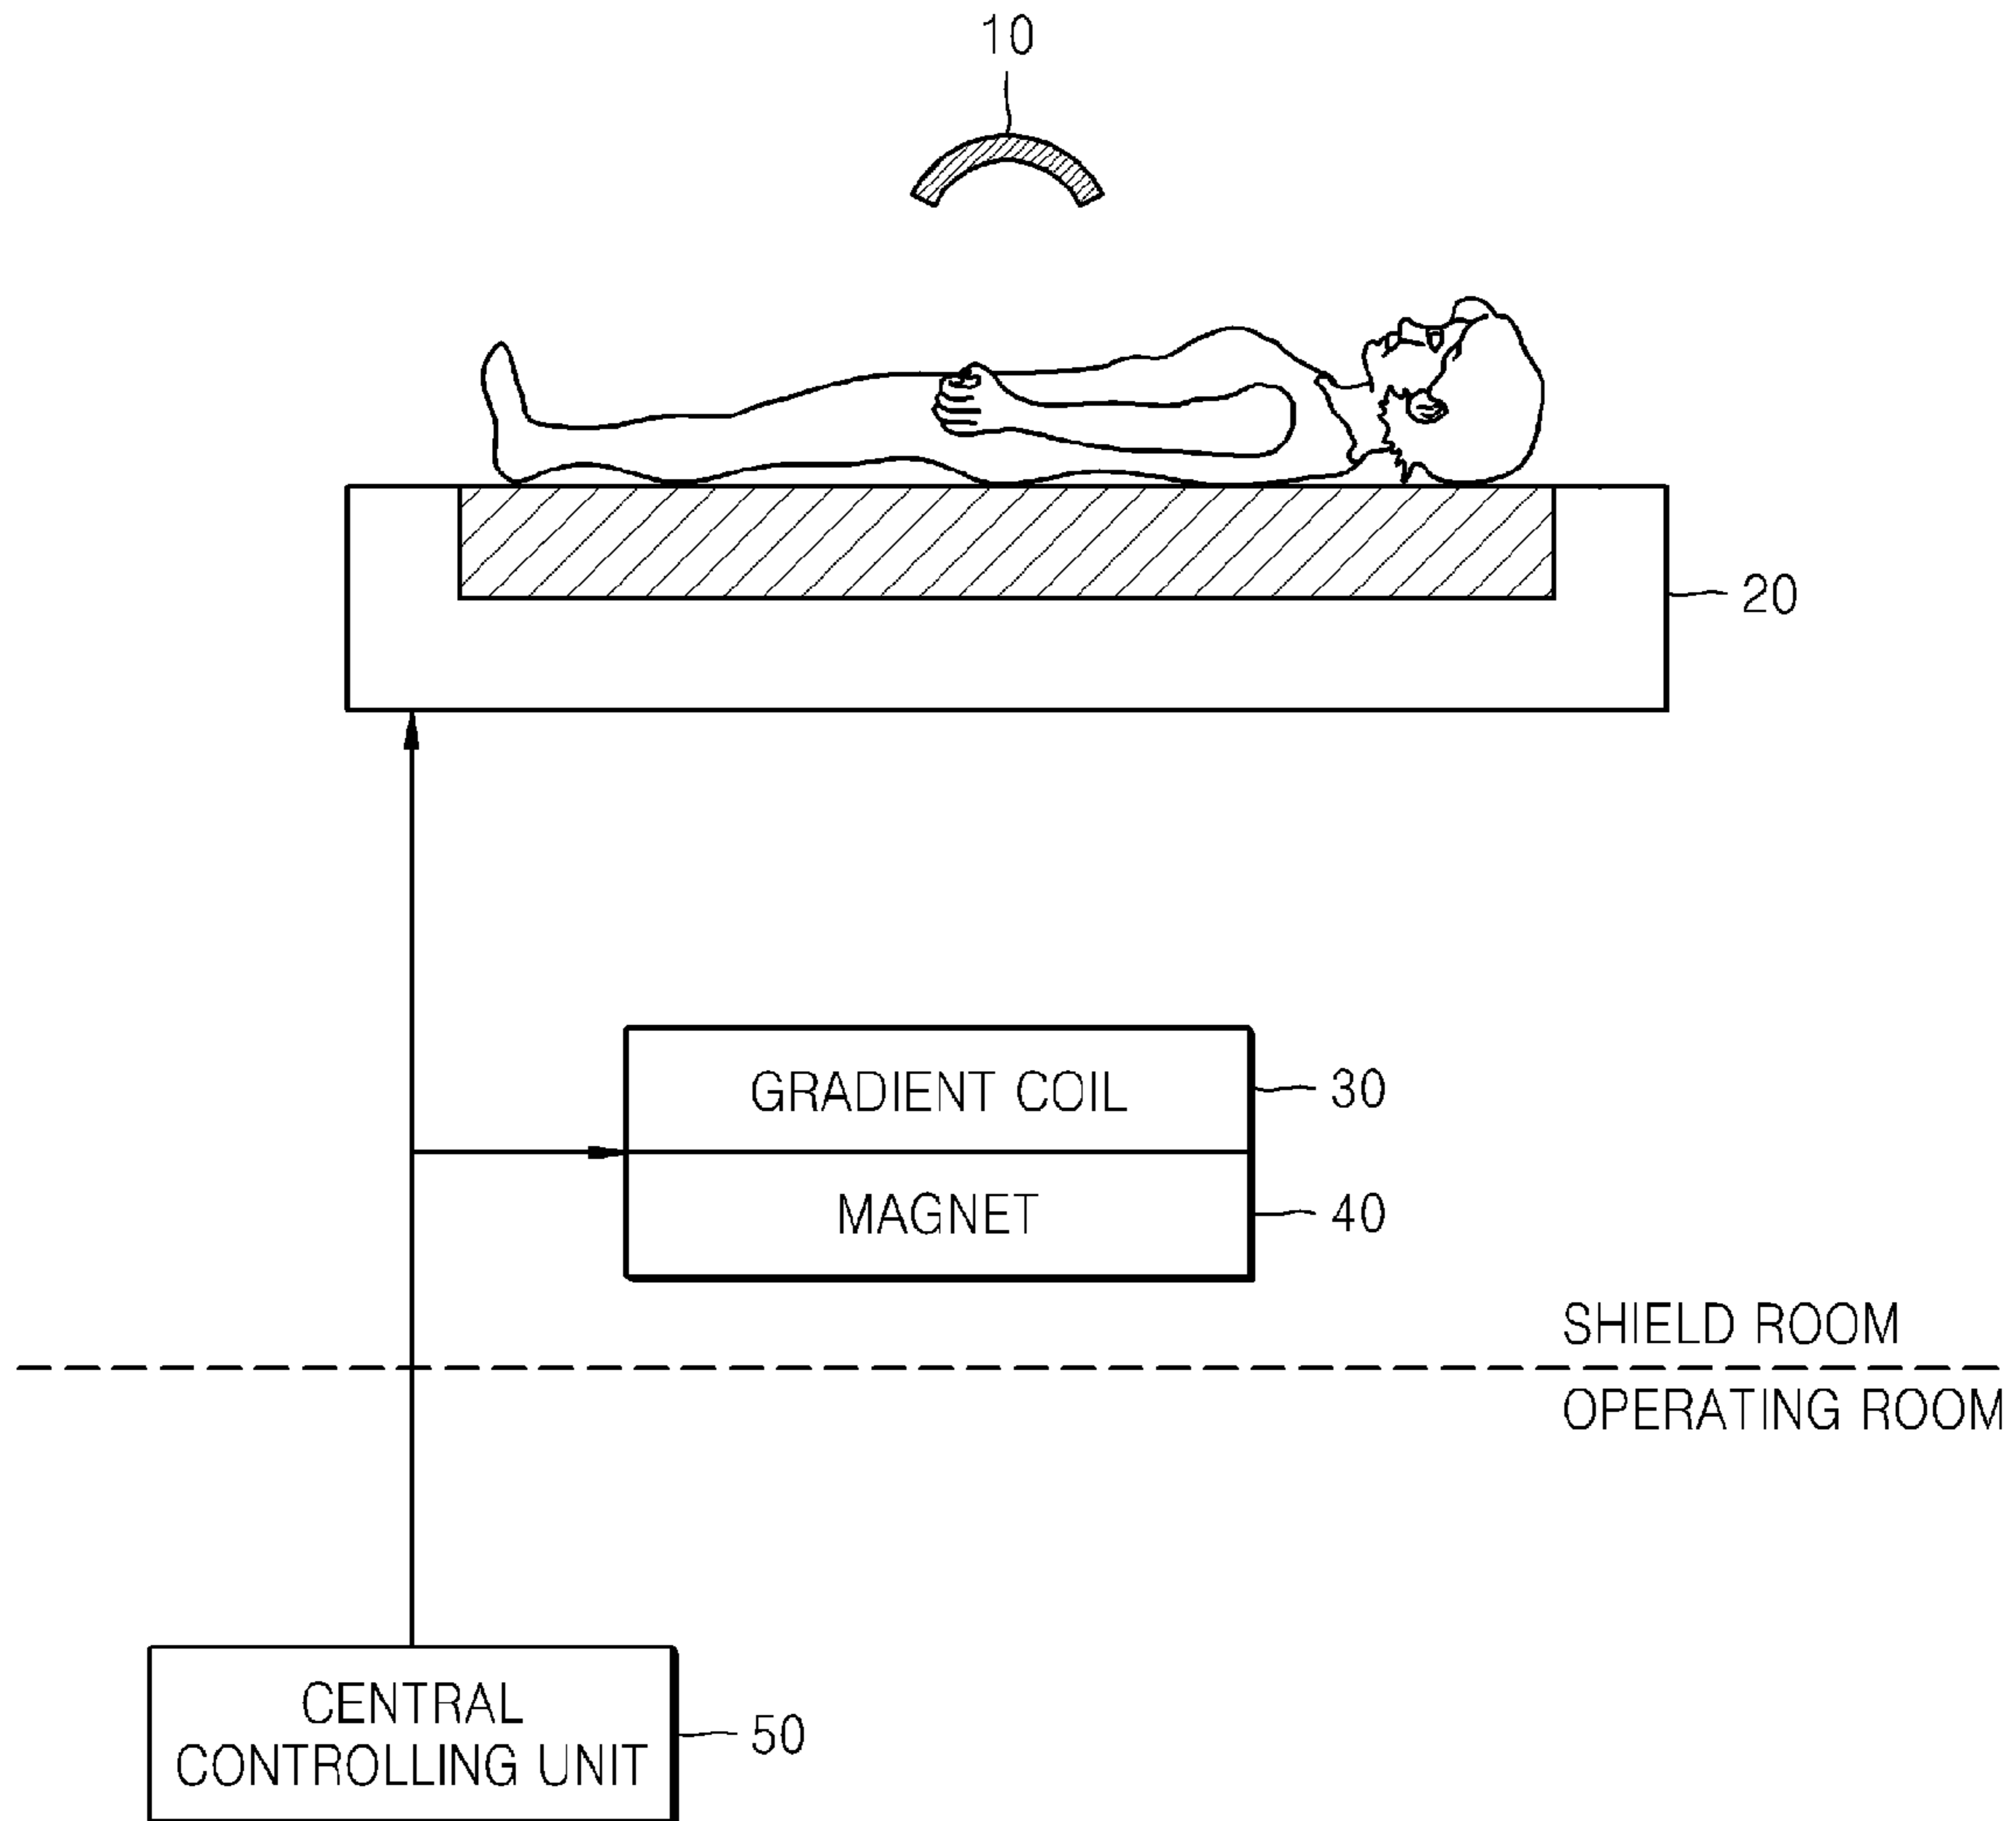 10
20
GRADIENT COIL
30
MAGNET
40
SHIELD ROOM
OPERATING ROOM
CENTRAL
CONTROLLING UNIT
50